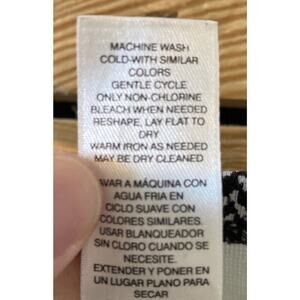 MACHINE WASH
COLD-WITH SIMILAR
COLORS
GENTLE CYCLE
ONLY NON-CHLORINE
BLEACH WHEN NEEDED
RESHAPE, LAY FLAT TO
DRY
WARM IRON AS NEEDED
MAY BE DRY CLEANED
AVAR A MÁQUINA CON
AGUA FRIA EN
CICLO SUAVE CON
COLORES SIMILARES.
USAR BLANQUEADOR
SIN CLORO CUANDO SE
NECESITE.
EXTENDER Y PONER EN
UN LUGAR PLANO PARA
SECAR